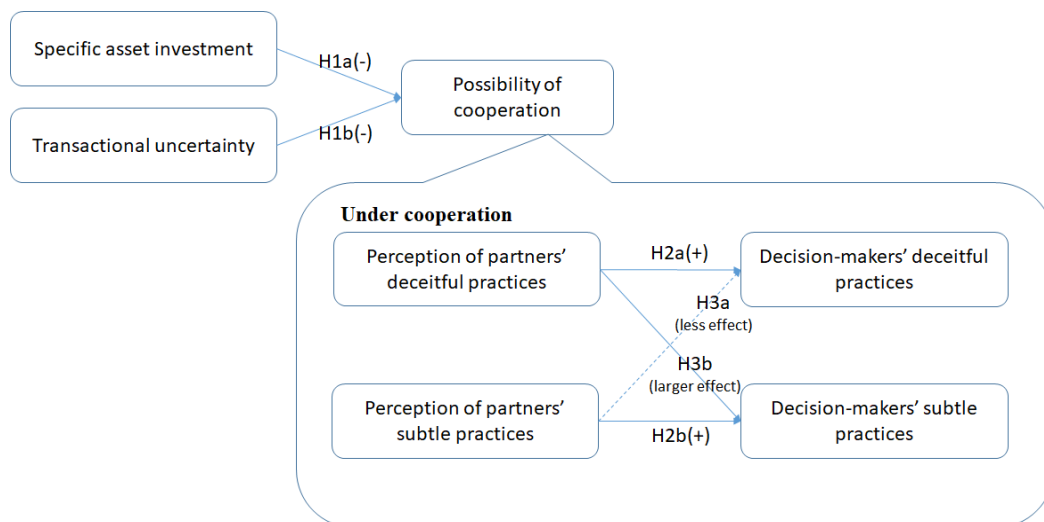 Specific asset investment
H1a(-)
Possibility of
cooperation
Transactional uncertainty
H1b(-)
Under cooperation
Perception of partners’
deceitful practices
H2a(+)
Decision-makers’ deceitful
practices
H3a
(less effect)
H3b
(larger effect)
Perception of partners’
subtle practices
H2b(+)
Decision-makers’ subtle
practices